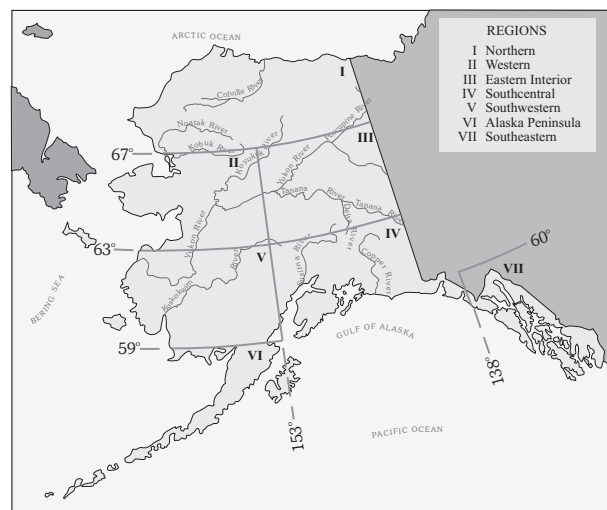 ARCTIC OCEAN
REGIONS
I Northern
II Western
III Eastern Interior
IV Southcentral
V Southwestern
VI Alaska Peninsula
VII Southeastern
I
Colville River
Noatak River
Porcupine River
III
67°
Kobuk River
II
Koyukuk River
Yukon River
Tanana River
Tanana River
Delta River
IV
63°
Yukon River
V
Susitna River
Copper River
60°
VII
BERING SEA
Kuskokwim River
GULF OF ALASKA
59°
VI
138°
153°
PACIFIC OCEAN